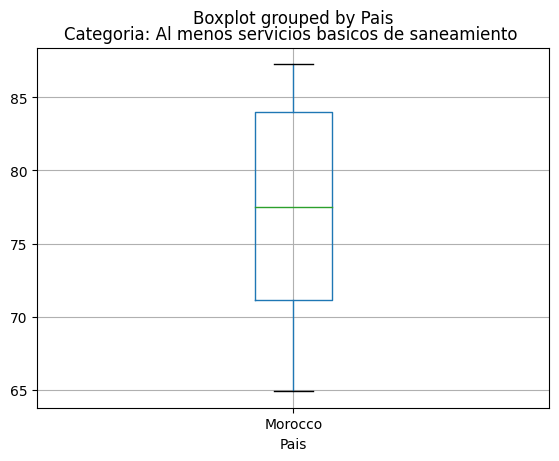 Boxplot grouped by Pais
Categoria: Al menos servicios basicos de saneamiento
85
80
75
70
65
Morocco
Pais